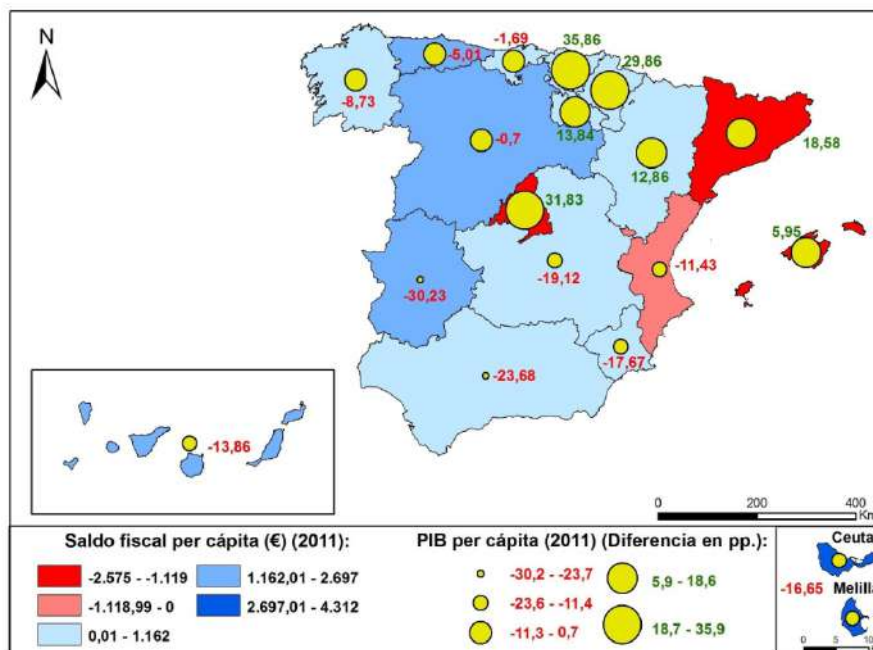 N
-1,69
35,86
-5,01
29,86
-8,73
-0,7
13,84
12,86
18,58
31,83
5,95
-11,43
-19,12
-30,23
-17,67
-23,68
-13,86
0 200 400
Km
Saldo fiscal per cápita (€) (2011):
-2.575 - -1.119
1.162,01 - 2.697
-1.118,99 - 0
2.697,01 - 4.312
0,01 - 1.162
PIB per cápita (2011) (Diferencia en pp.):
-30,2 - -23,7
5,9 - 18,6
-23,6 - -11,4
-11,3 - 0,7
18,7 - 35,9
Ceuta
-16,65
Melilla
0 5 10